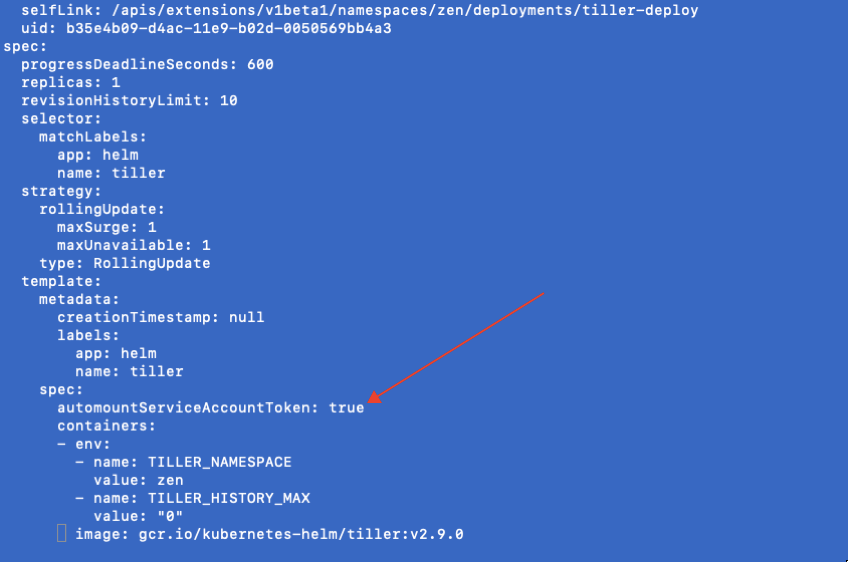 selfLink: /apis/extensions/v1beta1/namespaces/zen/deployments/tiller-deploy
uid: b35e4b09-d4ac-11e9-b02d-0050569bb4a3
spec:
progressDeadlineSeconds: 600
replicas: 1
revisionHistoryLimit: 10
selector:
matchLabels:
app: helm
name: tiller
strategy:
rollingUpdate:
maxSurge: 1
maxUnavailable: 1
type: RollingUpdate
template:
metadata:
creationTimestamp: null
labels:
app: helm
name: tiller
spec:
automountServiceAccountToken: true
containers:
- env:
- name: TILLER_NAMESPACE
value: zen
- name: TILLER_HISTORY_MAX
value: "0"
image: gcr.io/kubernetes-helm/tiller:v2.9.0